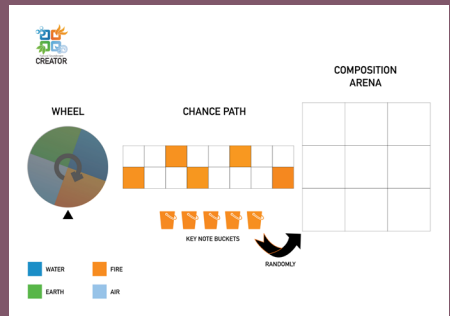 CREATOR
COMPOSITION
ARENA
WHEEL
CHANCE PATH
KEY NOTE BUCKETS
RANDOMLY
WATER
FIRE
EARTH
AIR